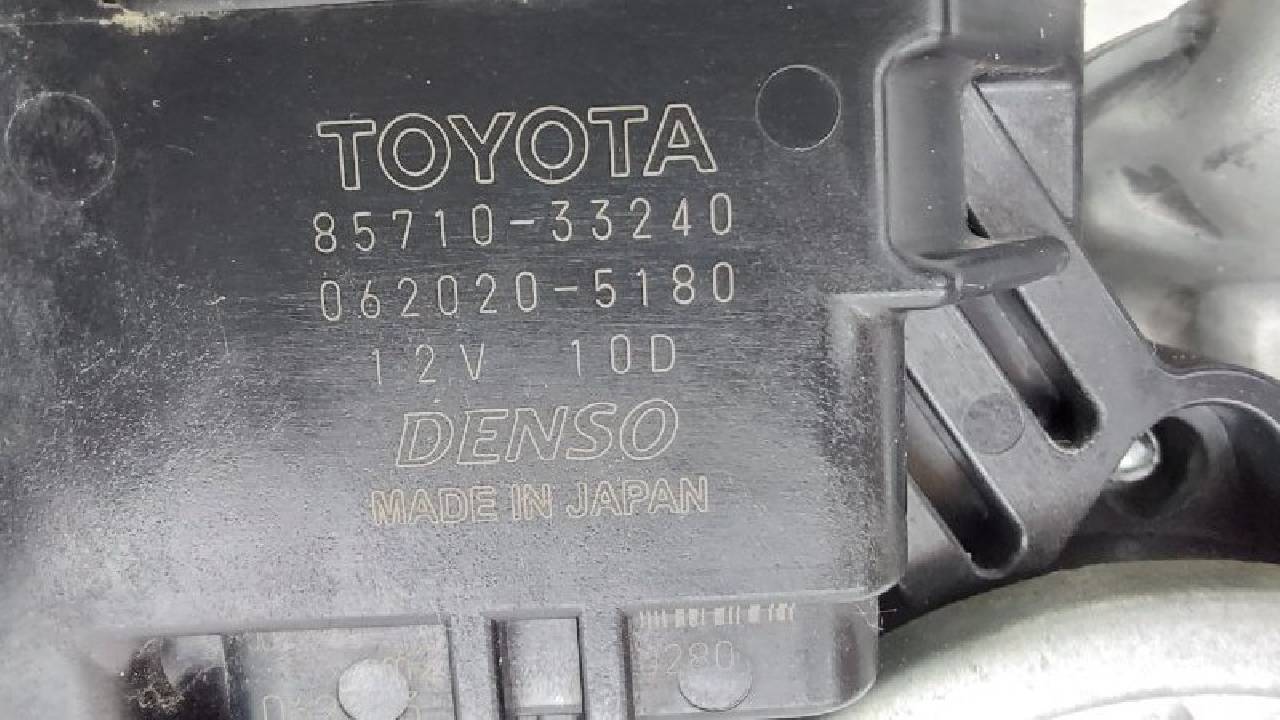 TOYOTA
85710-33240
062020-5180
12V 10D
DENSO
MADE IN JAPAN